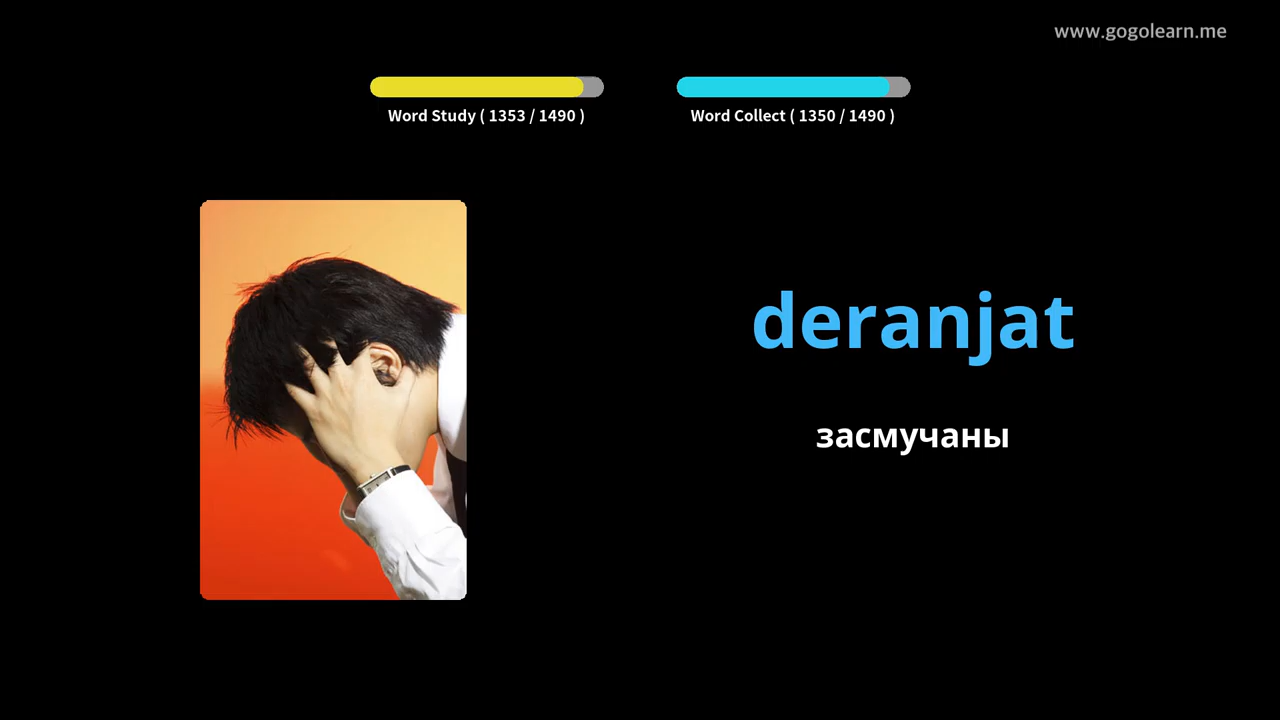 www.gogolearn.me
Word Study ( 1353 / 1490 )
Word Collect ( 1350 / 1490 )
deranjat
засмучаны